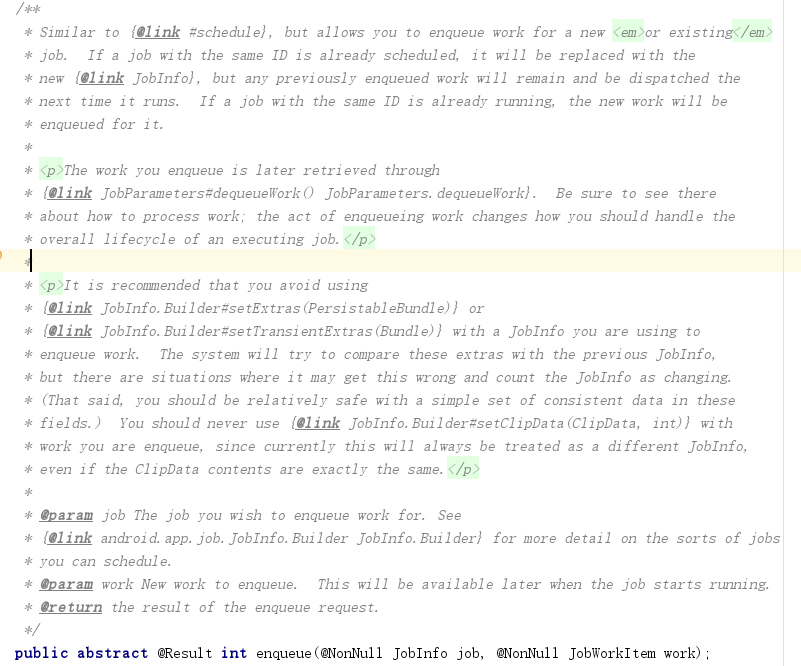 /**
 * Similar to {@link #schedule}, but allows you to enqueue work for a new <em>or existing</em>
 * job.  If a job with the same ID is already scheduled, it will be replaced with the
 * new {@link JobInfo}, but any previously enqueued work will remain and be dispatched the
 * next time it runs.  If a job with the same ID is already running, the new work will be
 * enqueued for it.
 *
 * <p>The work you enqueue is later retrieved through
 * {@link JobParameters#dequeueWork() JobParameters.dequeueWork}.  Be sure to see there
 * about how to process work; the act of enqueueing work changes how you should handle the
 * overall lifecycle of an executing job.</p>
 *
 * <p>It is recommended that you avoid using
 * {@link JobInfo.Builder#setExtras(PersistableBundle)} or
 * {@link JobInfo.Builder#setTransientExtras(Bundle)} with a JobInfo you are using to
 * enqueue work.  The system will try to compare these extras with the previous JobInfo,
 * but there are situations where it may get this wrong and count the JobInfo as changing.
 * (That said, you should be relatively safe with a simple set of consistent data in these
 * fields.)  You should never use {@link JobInfo.Builder#setClipData(ClipData, int)} with
 * work you are enqueue, since currently this will always be treated as a different JobInfo,
 * even if the ClipData contents are exactly the same.</p>
 *
 * @param job The job you wish to enqueue work for. See
 * {@link android.app.job.JobInfo.Builder JobInfo.Builder} for more detail on the sorts of jobs
 * you can schedule.
 * @param work New work to enqueue.  This will be available later when the job starts running.
 * @return the result of the enqueue request.
 */
public abstract @Result int enqueue(@NonNull JobInfo job, @NonNull JobWorkItem work);